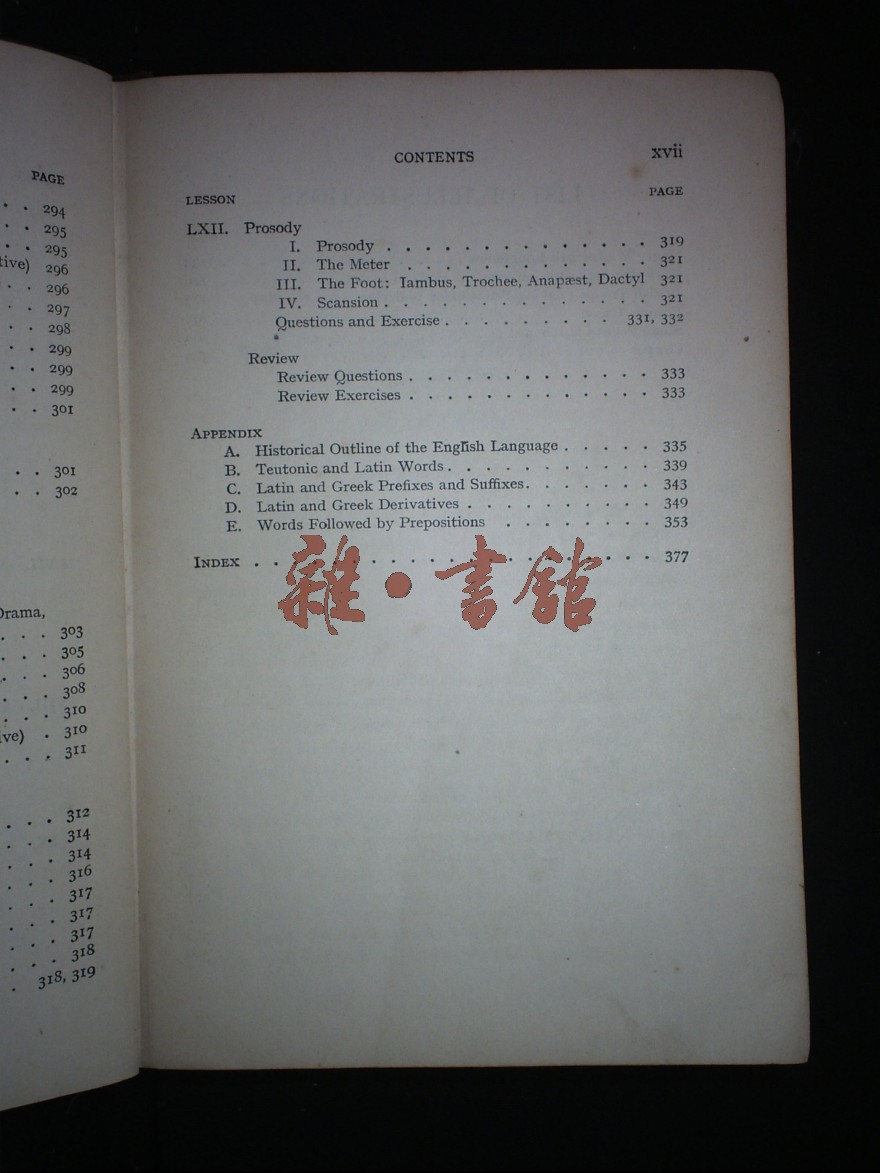 PAGE
. . 294
. . 295
. . 295
tive) 296
. . 296
. . 297
. . 298
. . 299
. . 299
. . 299
. . 301
. . 301
. . 302
Drama,
. . . 303
. . . 305
. . . 306
. . . 308
. . . 310
ive) . 310
. . . 311
. . . 312
. . . 314
. . . 314
. . . 316
. . . 317
. . . 317
. . . 317
. . . 318
. 318, 319
CONTENTS xvii
LESSON PAGE
LXII. Prosody
I. Prosody . . . . . . . . . . . . . . 319
II. The Meter . . . . . . . . . . . . . 321
III. The Foot: Iambus, Trochee, Anapæst, Dactyl 321
IV. Scansion . . . . . . . . . . . . . . 321
Questions and Exercise . . . . . . . . . 331, 332
Review
Review Questions . . . . . . . . . . . . . 333
Review Exercises . . . . . . . . . . . . . 333
APPENDIX
A. Historical Outline of the English Language . . . . . 335
B. Teutonic and Latin Words . . . . . . . . . . . 339
C. Latin and Greek Prefixes and Suffixes . . . . . . . 343
D. Latin and Greek Derivatives . . . . . . . . . . 349
E. Words Followed by Prepositions . . . . . . . . 353
INDEX . . . . . . . . . . . . . . . . . . . . . 377
雜·書館